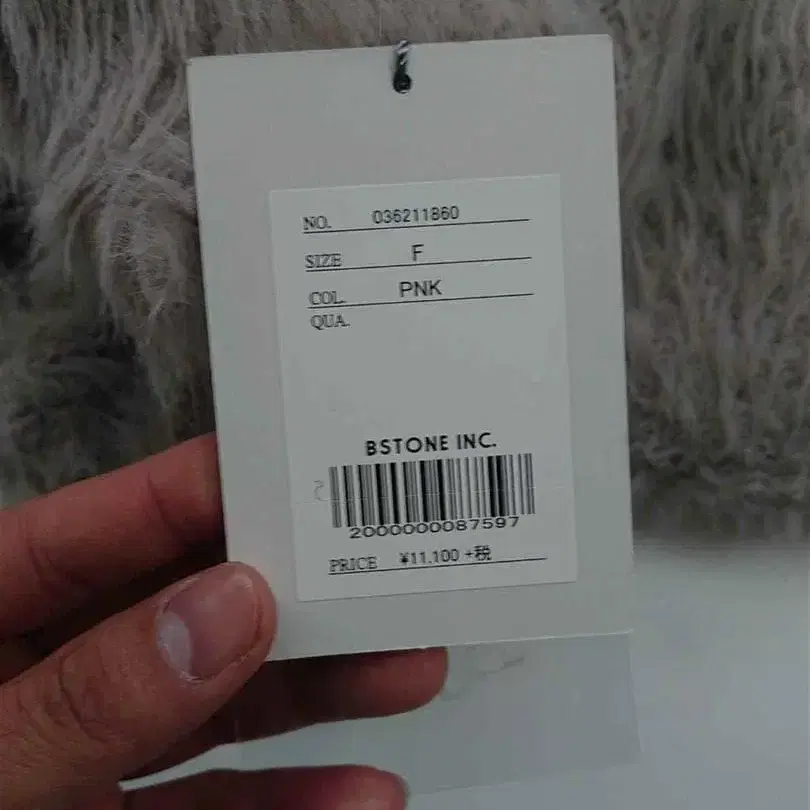 NO. 036211860
SIZE F
COL. PNK
QUA.
BSTONE INC.
2000000087597
PRICE ¥11,100 +税